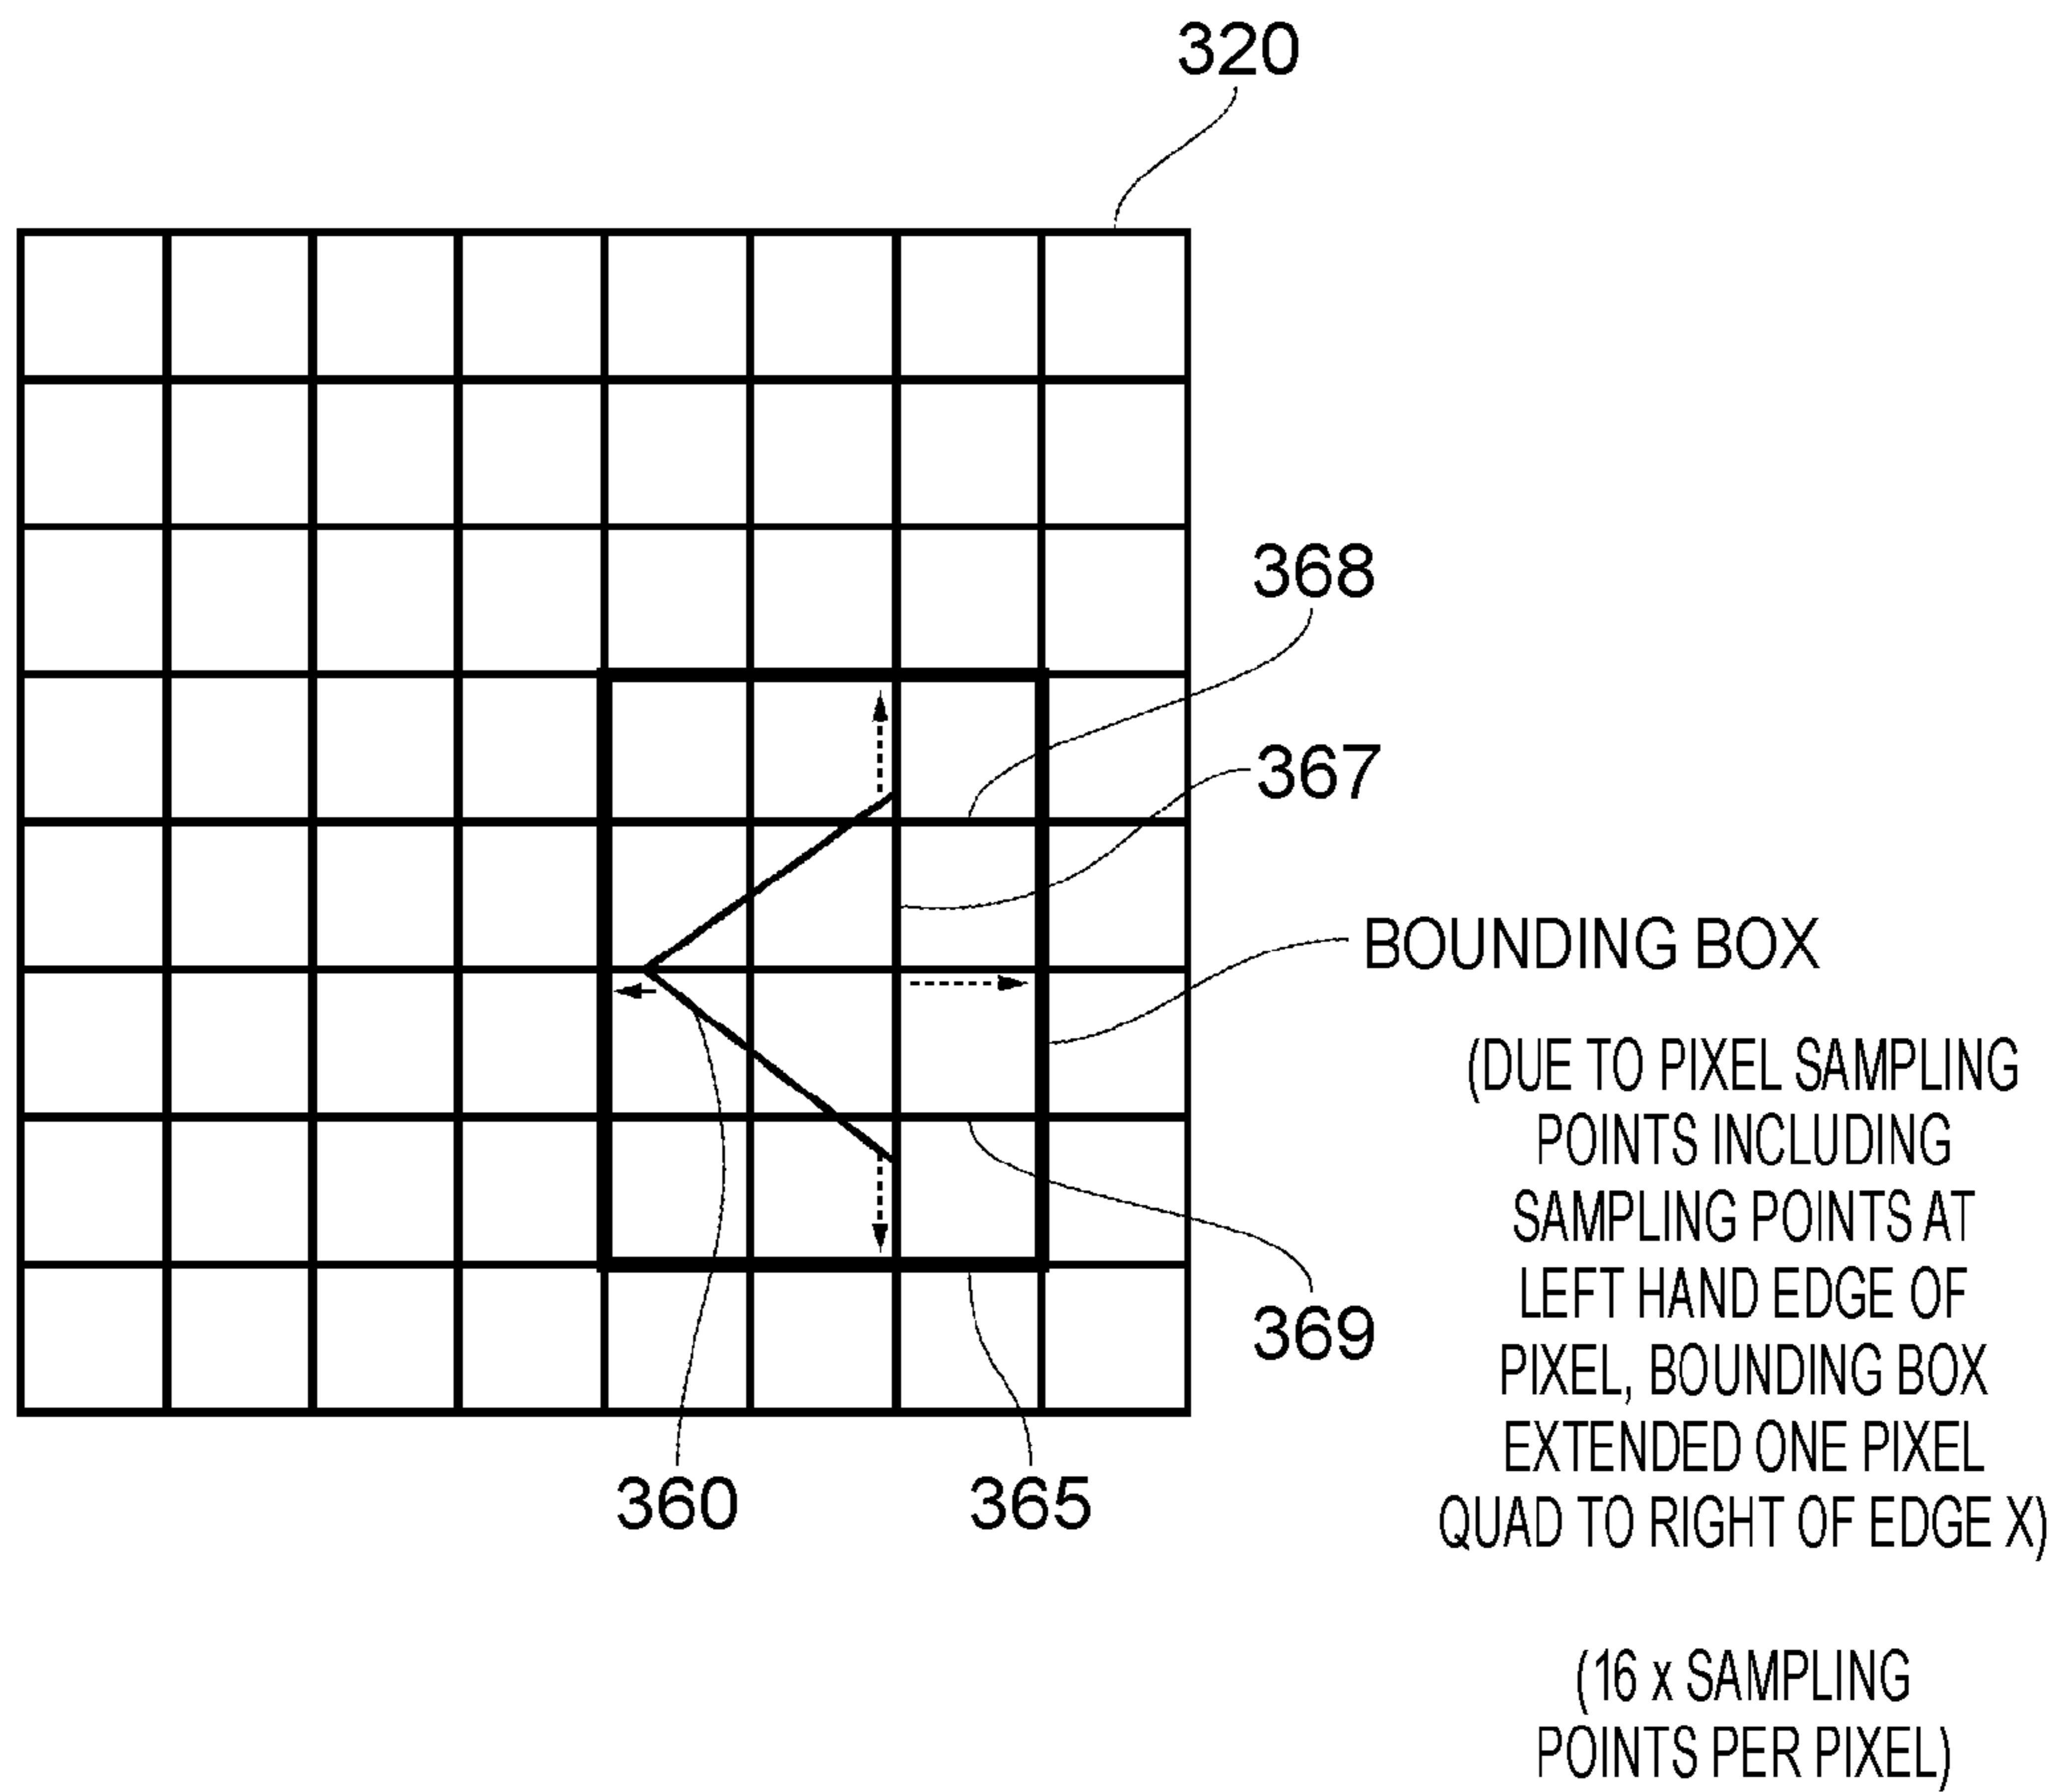 320
368
367
BOUNDING BOX
(DUE TO PIXEL SAMPLING
POINTS INCLUDING
SAMPLING POINTS AT
LEFT HAND EDGE OF
PIXEL, BOUNDING BOX
EXTENDED ONE PIXEL
QUAD TO RIGHT OF EDGE X)
369
360
365
(16 x SAMPLING
POINTS PER PIXEL)